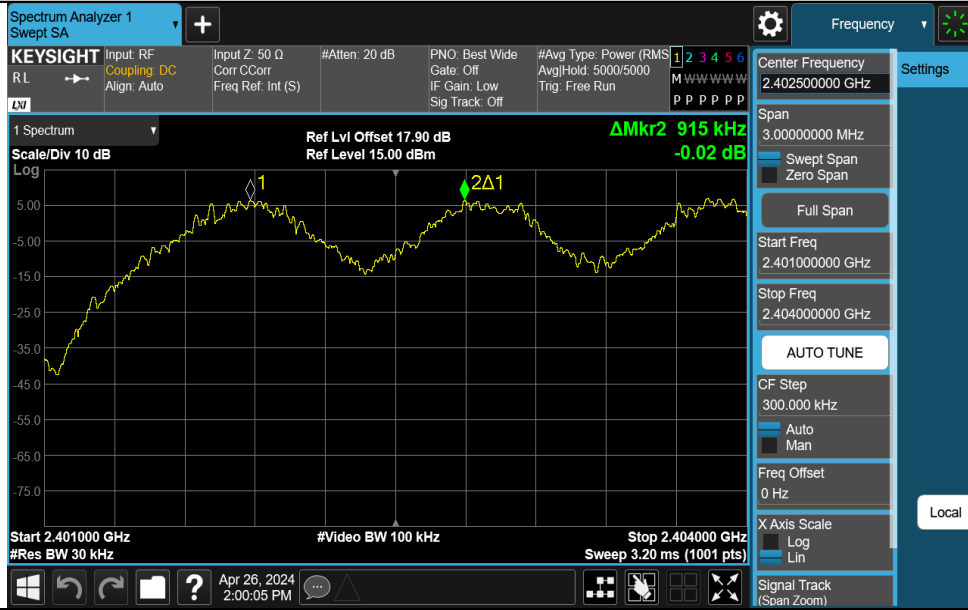 Spectrum Analyzer 1
Swept SA
+
Frequency
KEYSIGHT
RL
LXI
Input: RF
Coupling: DC
Align: Auto
Input Z: 50 Ω
Corr CCorr
Freq Ref: Int (S)
#Atten: 20 dB
PNO: Best Wide
Gate: Off
IF Gain: Low
Sig Track: Off
#Avg Type: Power (RMS
Avg|Hold: 5000/5000
Trig: Free Run
1 2 3 4 5 6
M W W W W W
P P P P P P
1 Spectrum
Scale/Div 10 dB
Log
Ref Lvl Offset 17.90 dB
Ref Level 15.00 dBm
ΔMkr2 915 kHz
-0.02 dB
1
2Δ1
5.00
-5.00
-15.0
-25.0
-35.0
-45.0
-55.0
-65.0
-75.0
Start 2.401000 GHz
#Res BW 30 kHz
#Video BW 100 kHz
Stop 2.404000 GHz
Sweep 3.20 ms (1001 pts)
Center Frequency
2.402500000 GHz
Span
3.00000000 MHz
Swept Span
Zero Span
Full Span
Start Freq
2.401000000 GHz
Stop Freq
2.404000000 GHz
AUTO TUNE
CF Step
300.000 kHz
Auto
Man
Freq Offset
0 Hz
X Axis Scale
Log
Lin
Signal Track
(Span Zoom)
Settings
Local
?
Apr 26, 2024
2:00:05 PM